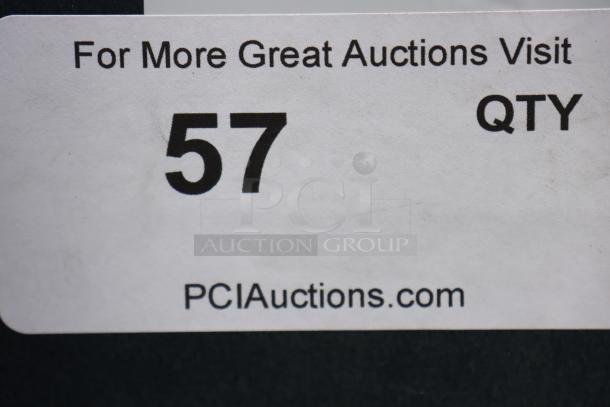 For More Great Auctions Visit
57 QTY
PCI
AUCTION GROUP
PCIAuctions.com